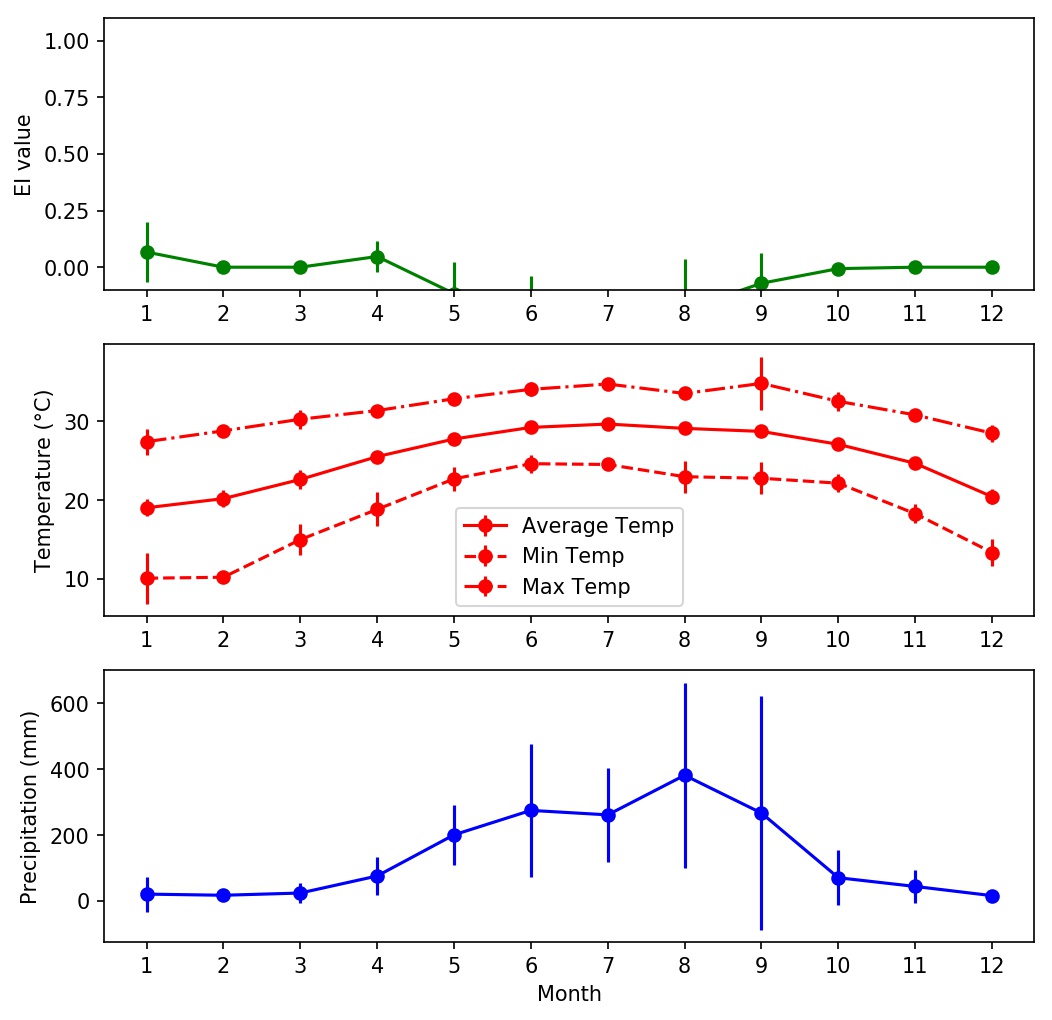 EI value
1.00
0.75
0.50
0.25
0.00
1 2 3 4 5 6 7 8 9 10 11 12
Temperature (°C)
30
20
10
Average Temp
Min Temp
Max Temp
1 2 3 4 5 6 7 8 9 10 11 12
Precipitation (mm)
600
400
200
0
1 2 3 4 5 6 7 8 9 10 11 12
Month